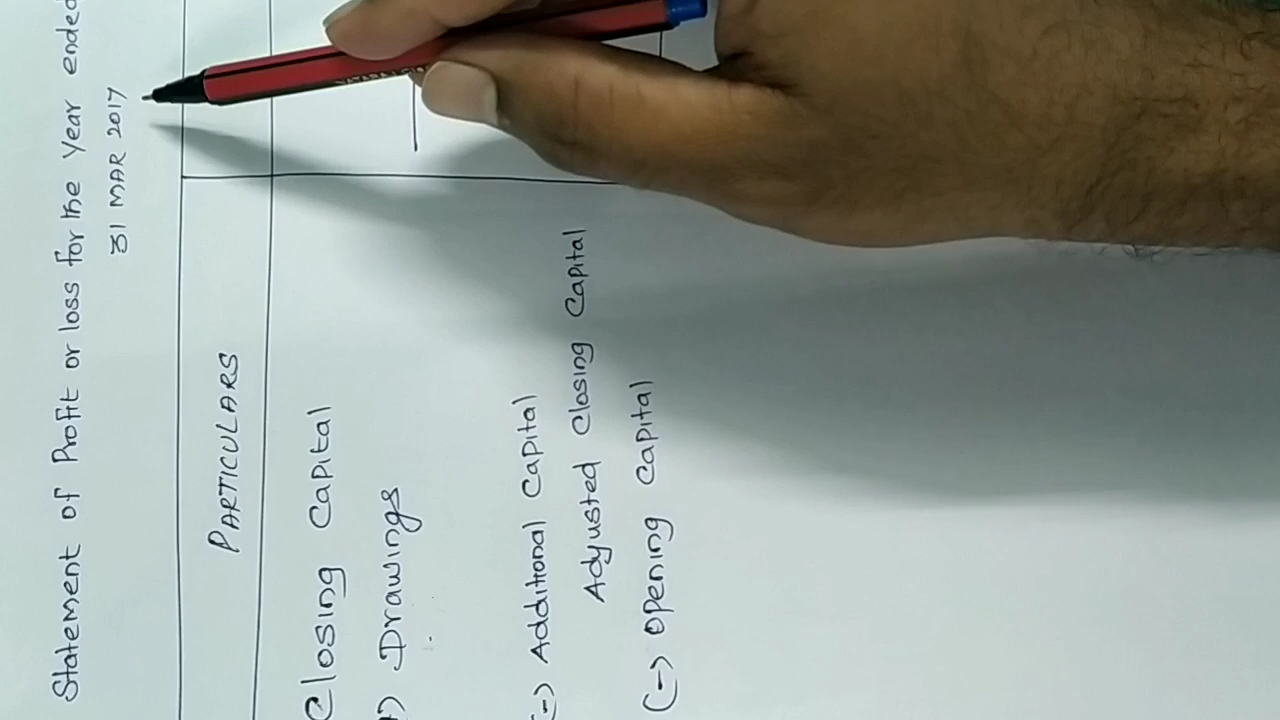 Statement of Profit or loss for the year ended
31 MAR 2017
PARTICULARS
Closing Capital
(+) Drawings
(-) Additional Capital
Adjusted Closing Capital
(-) Opening Capital